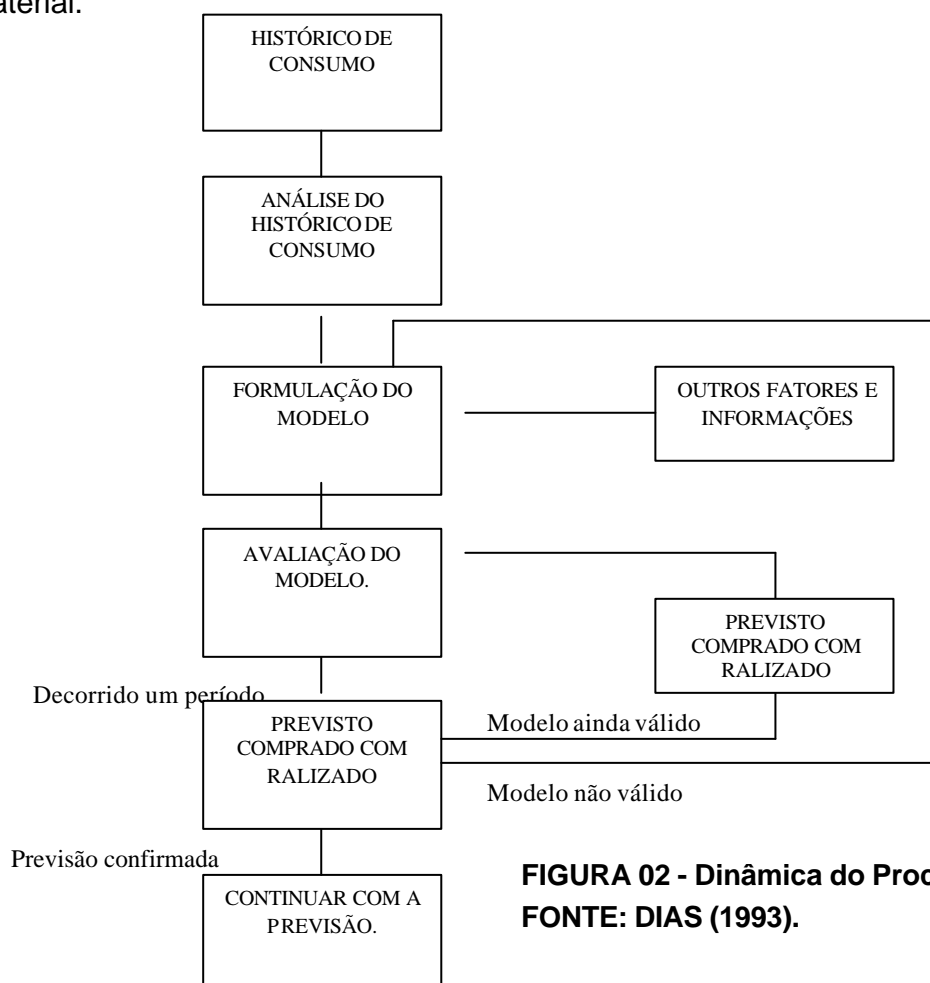 HISTÓRICO DE
CONSUMO
ANÁLISE DO
HISTÓRICO DE
CONSUMO
FORMULAÇÃO DO
MODELO
OUTROS FATORES E
INFORMAÇÕES
AVALIAÇÃO DO
MODELO.
PREVISTO
COMPRADO COM
RALIZADO
Decorrido um período
PREVISTO
COMPRADO COM
RALIZADO
Modelo ainda válido
Modelo não válido
Previsão confirmada
CONTINUAR COM A
PREVISÃO.
FIGURA 02 - Dinâmica do Proc
FONTE: DIAS (1993).